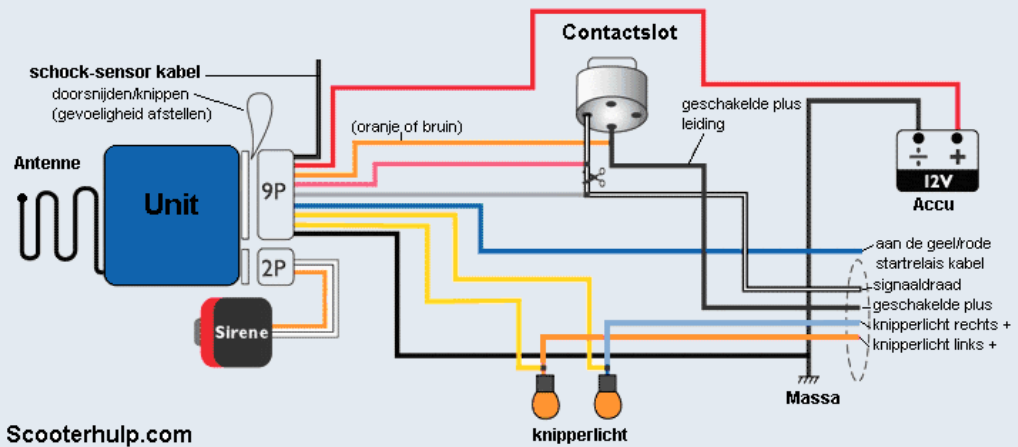 Contactslot
schock-sensor kabel
doorsnijden/knippen
(gevoeligheid afstellen)
geschakelde plus
leiding
(oranje of bruin)
Antenne
Unit
9P
2P
Sirene
÷ +
12V
Accu
aan de geel/rode
startrelais kabel
signaaldraad
geschakelde plus
knipperlicht rechts +
knipperlicht links +
Massa
knipperlicht
Scooterhulp.com